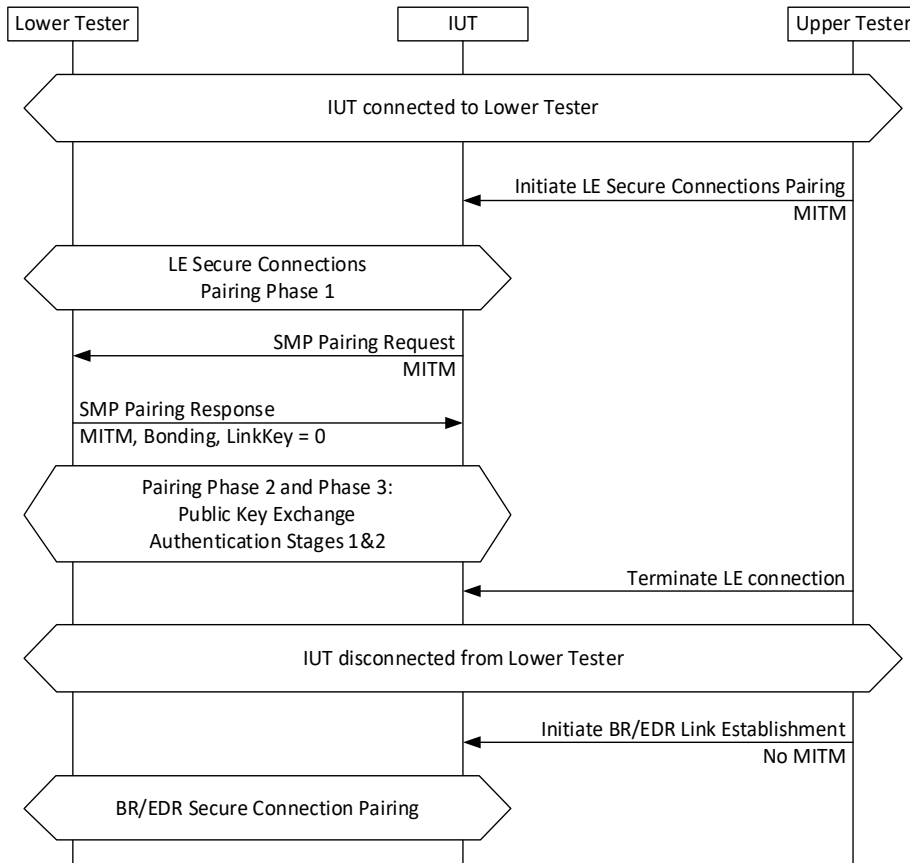 Lower Tester
IUT
Upper Tester
IUT connected to Lower Tester
Initiate LE Secure Connections Pairing
MITM
LE Secure Connections
Pairing Phase 1
SMP Pairing Request
MITM
SMP Pairing Response
MITM, Bonding, LinkKey = 0
Pairing Phase 2 and Phase 3:
Public Key Exchange
Authentication Stages 1&2
Terminate LE connection
IUT disconnected from Lower Tester
Initiate BR/EDR Link Establishment
No MITM
BR/EDR Secure Connection Pairing